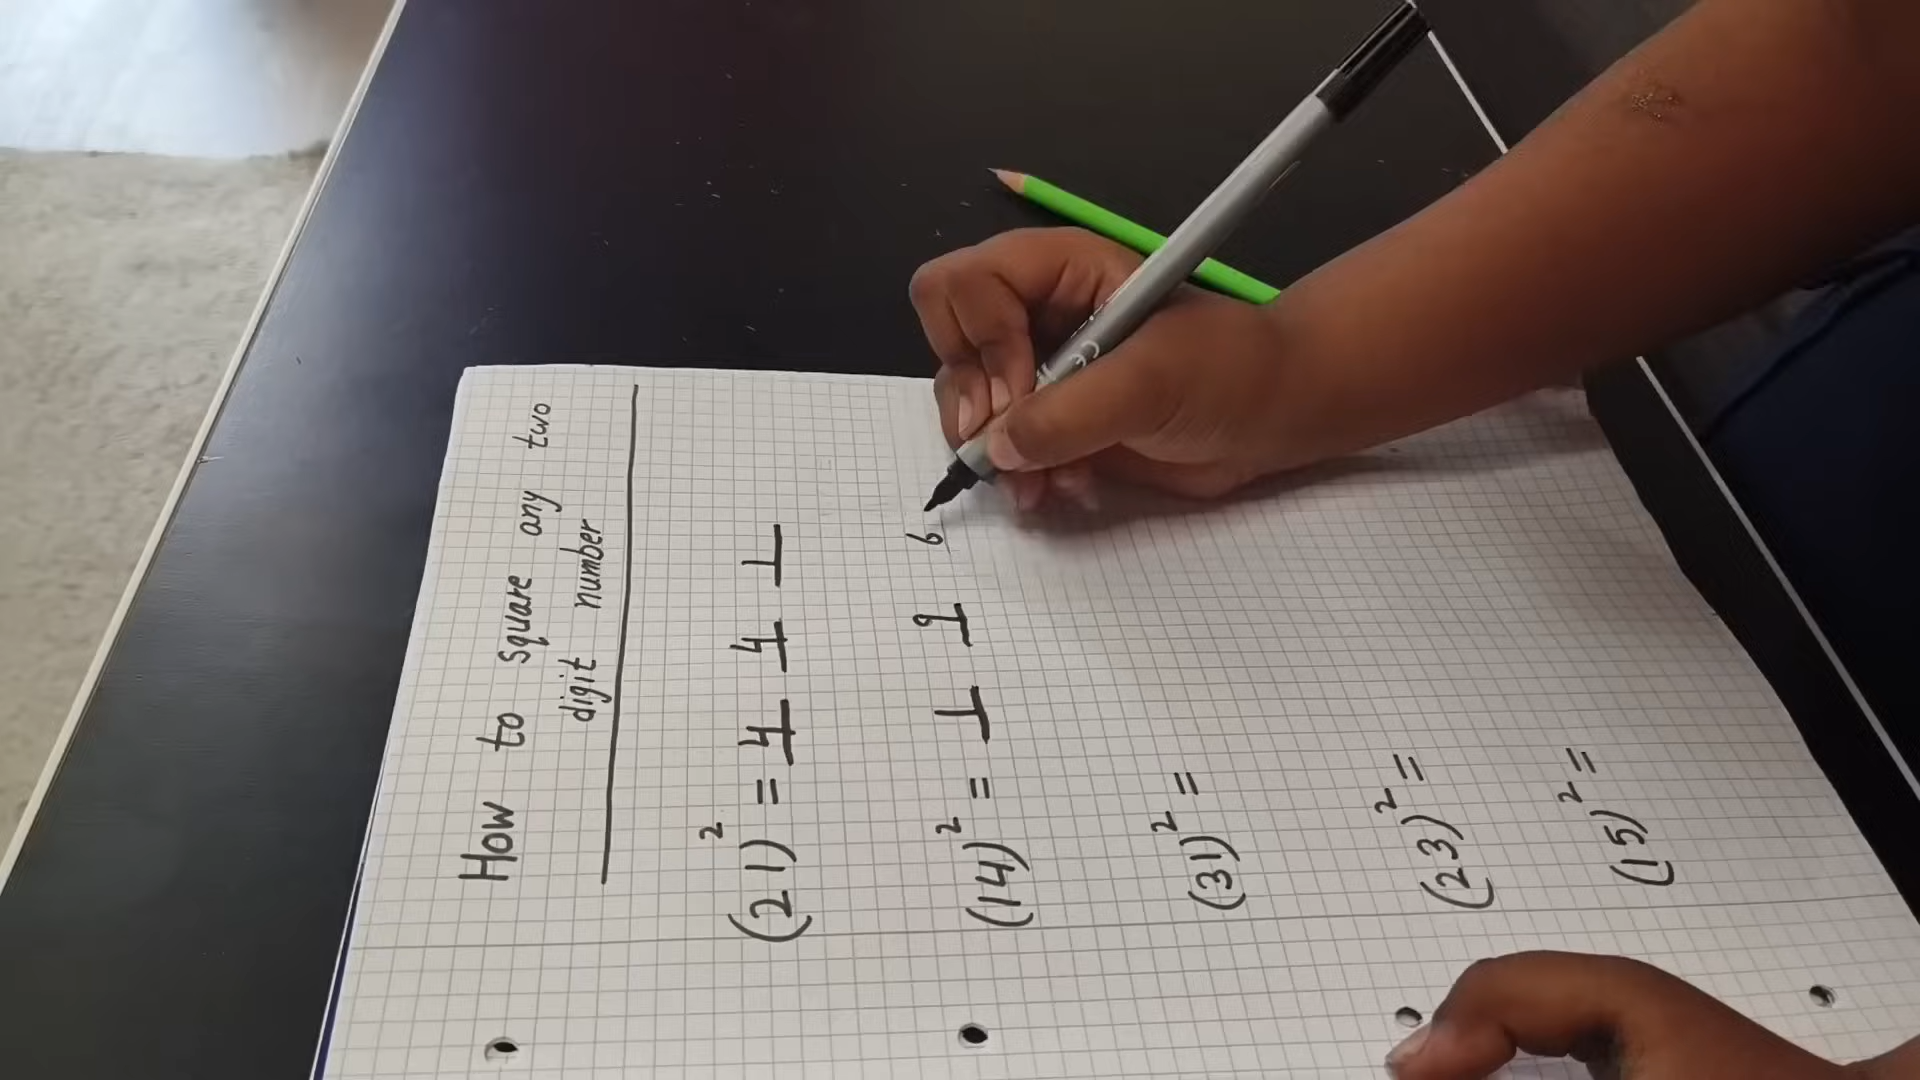 How to square any two
digit number
(21)² = 4 4 1
(14)² = 1 9 6
(31)² =
(23)² =
(15)² =